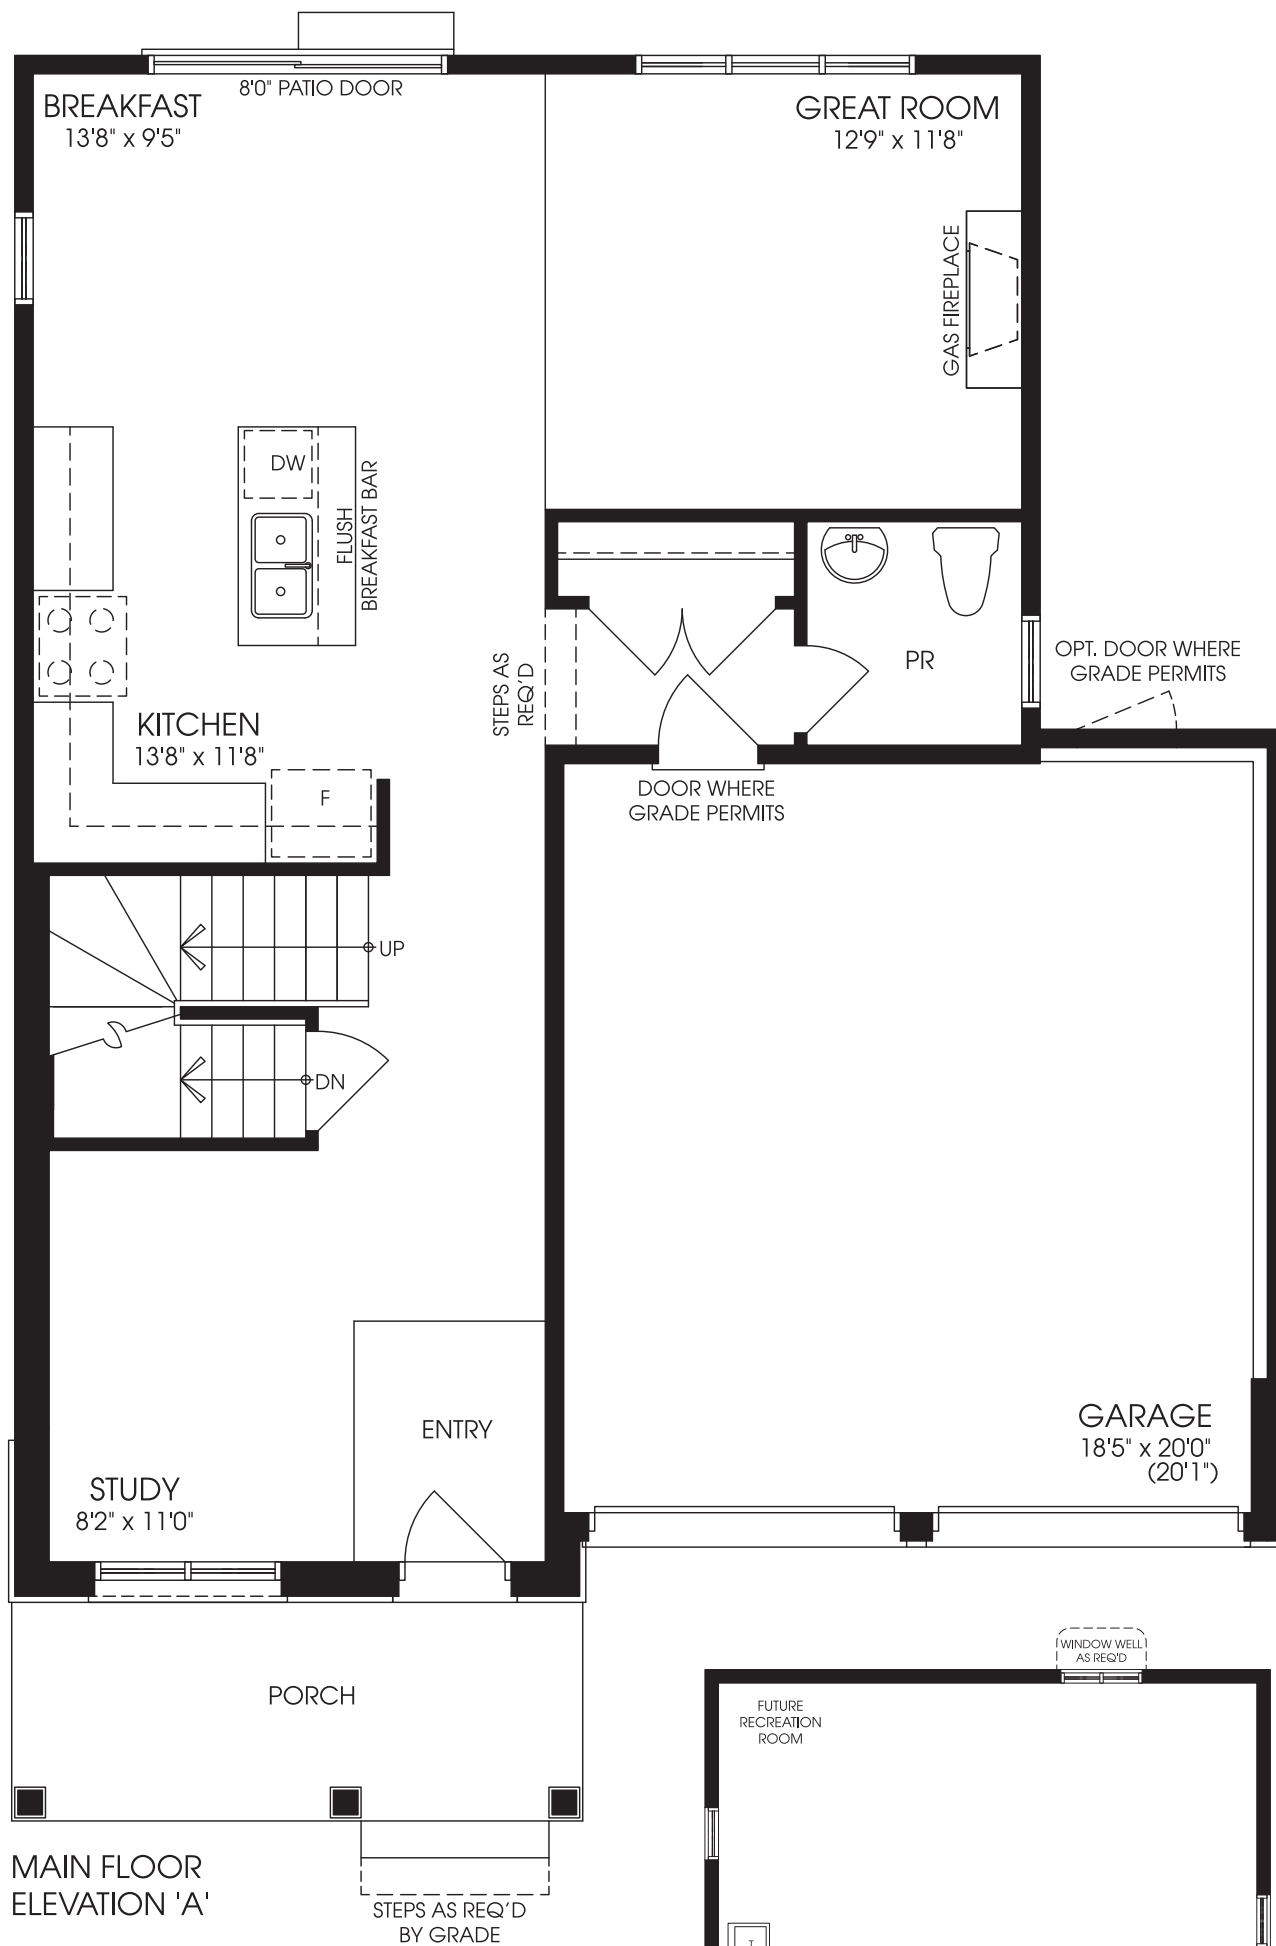 8'0" PATIO DOOR
BREAKFAST
13'8" x 9'5"
GREAT ROOM
12'9" x 11'8"
GAS FIREPLACE
DW
FLUSH
BREAKFAST BAR
STEPS AS
REQ'D
PR
OPT. DOOR WHERE
GRADE PERMITS
KITCHEN
13'8" x 11'8"
F
DOOR WHERE
GRADE PERMITS
UP
DN
ENTRY
GARAGE
18'5" x 20'0"
(20'1")
STUDY
8'2" x 11'0"
PORCH
WINDOW WELL
AS REQ'D
FUTURE
RECREATION
ROOM
MAIN FLOOR
ELEVATION 'A'
STEPS AS REQ'D
BY GRADE
T